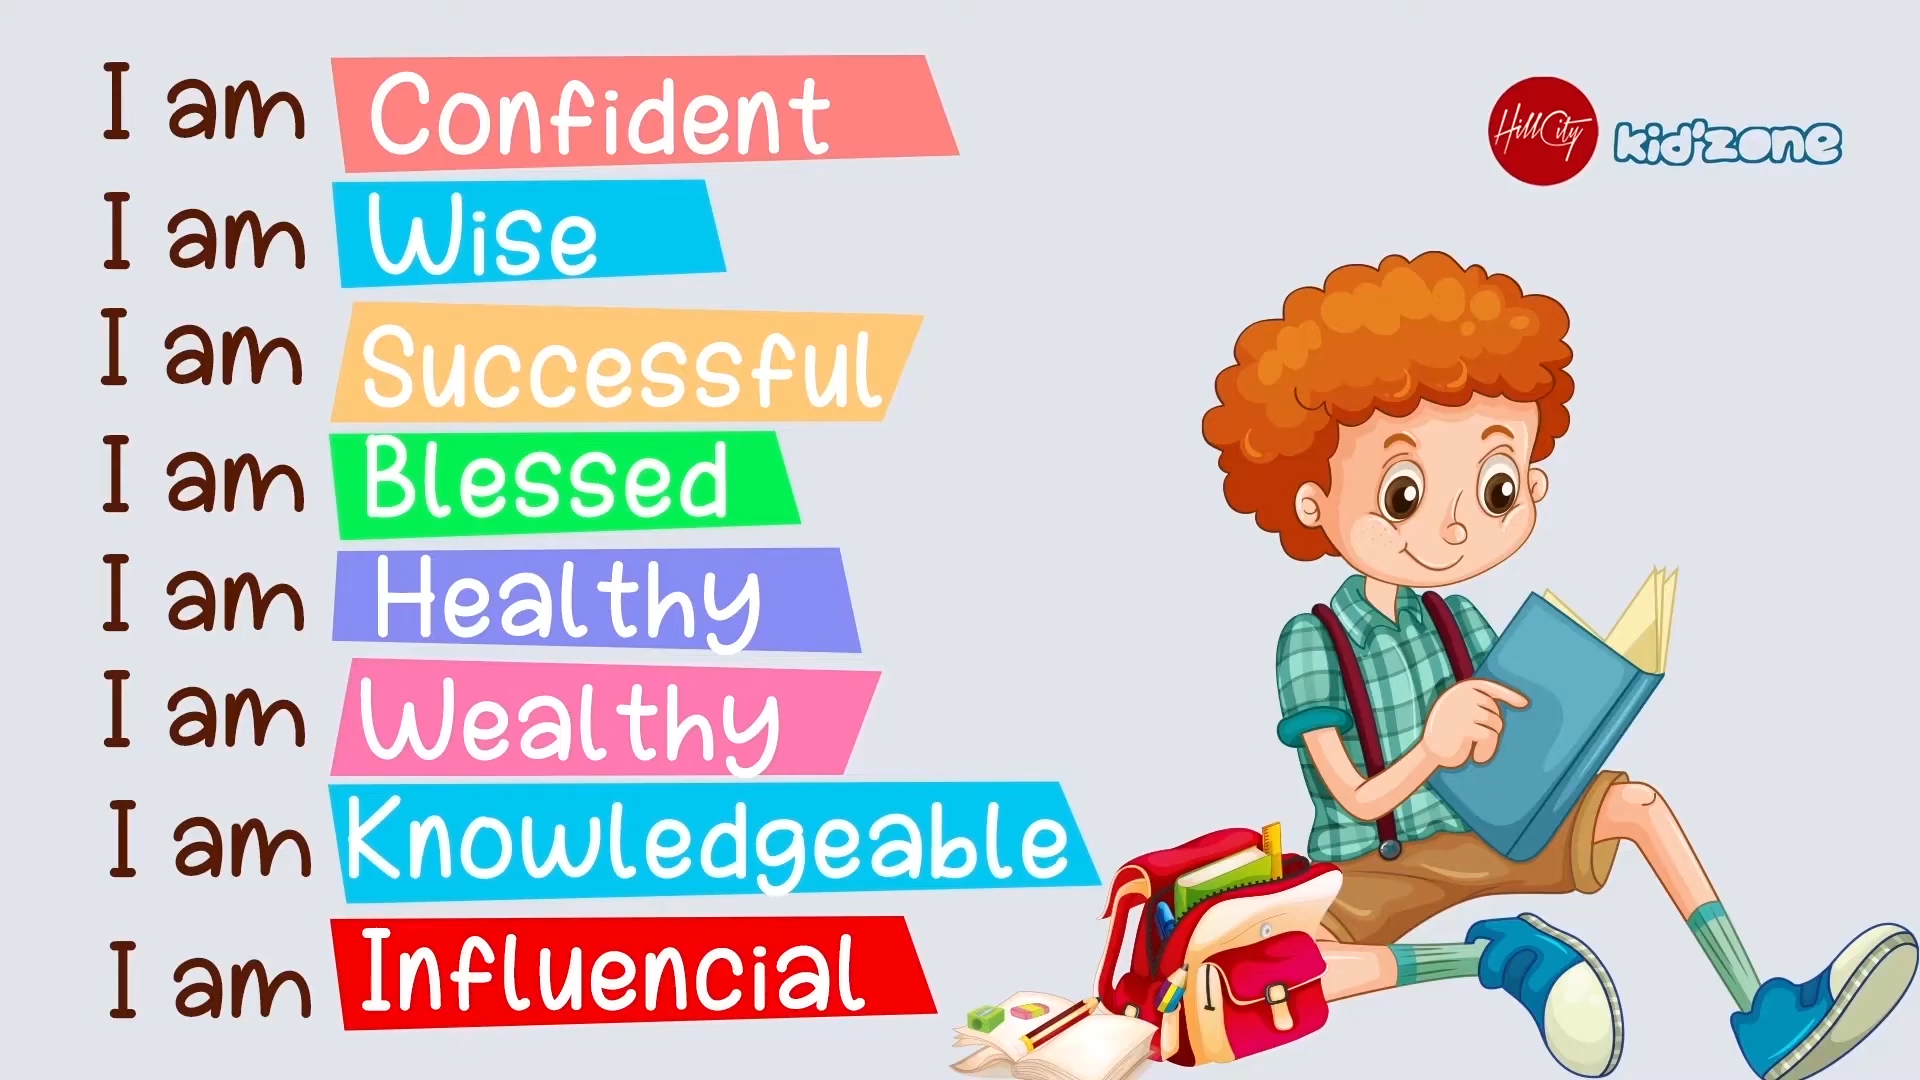 I am Confident
I am Wise
I am Successful
I am Blessed
I am Healthy
I am Wealthy
I am Knowledgeable
I am Influencial
HillCity kid'zone